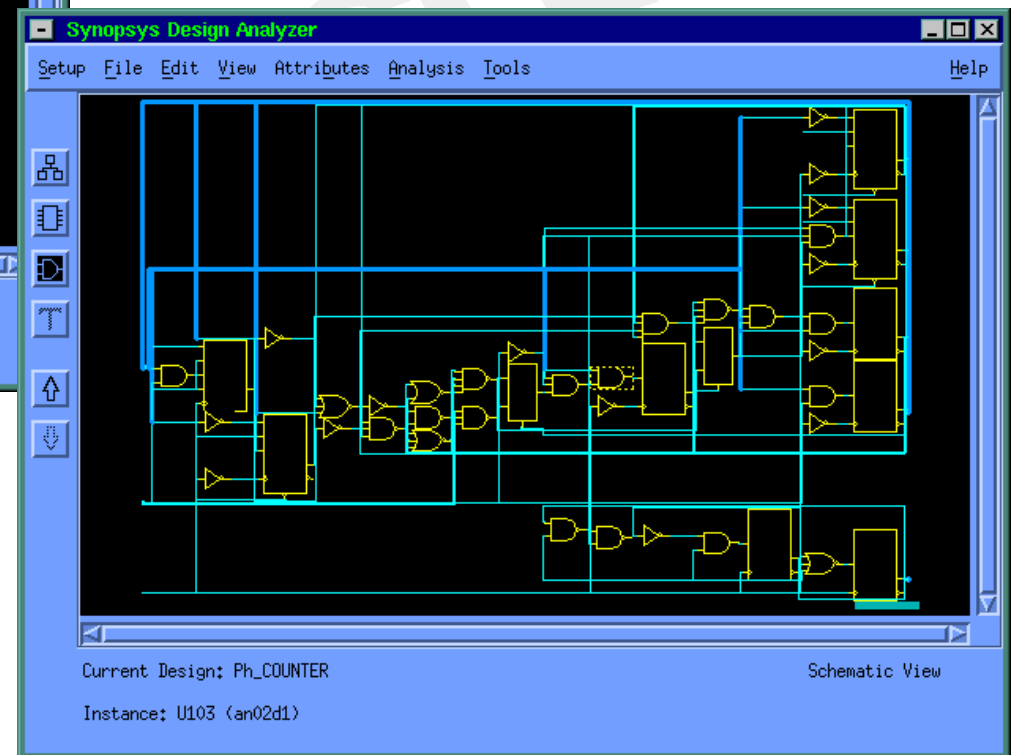 Synopsys Design Analyzer
Setup File Edit View Attributes Analysis Tools Help
Current Design: Ph_COUNTER Schematic View
Instance: U103 (an02d1)